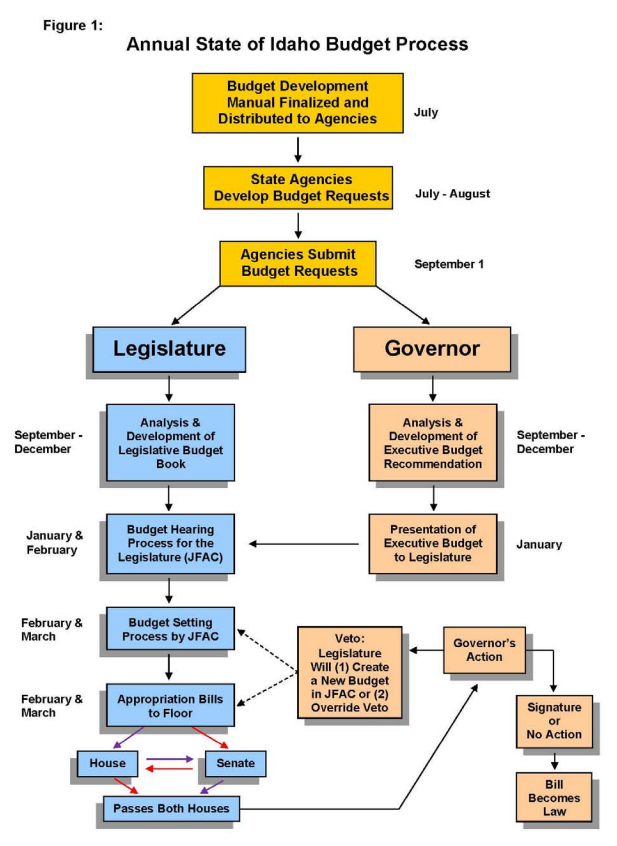 Figure 1:
Annual State of Idaho Budget Process
Budget Development
Manual Finalized and
Distributed to Agencies
July
State Agencies
Develop Budget Requests
July - August
Agencies Submit
Budget Requests
September 1
Legislature
Governor
September -
December
Analysis &
Development of
Legislative Budget
Book
Analysis &
Development of
Executive Budget
Recommendation
September -
December
January &
February
Budget Hearing
Process for the
Legislature (JFAC)
Presentation of
Executive Budget
to Legislature
January
February &
March
Budget Setting
Process by JFAC
Veto:
Legislature
Will (1) Create
a New Budget
in JFAC or (2)
Override Veto
Governor's
Action
February &
March
Appropriation Bills
to Floor
Signature
or
No Action
House
Senate
Passes Both Houses
Bill
Becomes
Law